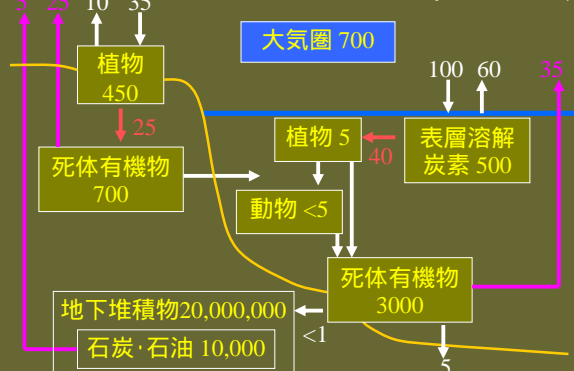 5 25 10 35
大気圏 700
植物
450
100 60 35
25
植物 5
40
表層溶解
炭素 500
死体有機物
700
動物 <5
死体有機物
3000
地下堆積物20,000,000
<1
石炭･石油 10,000
5